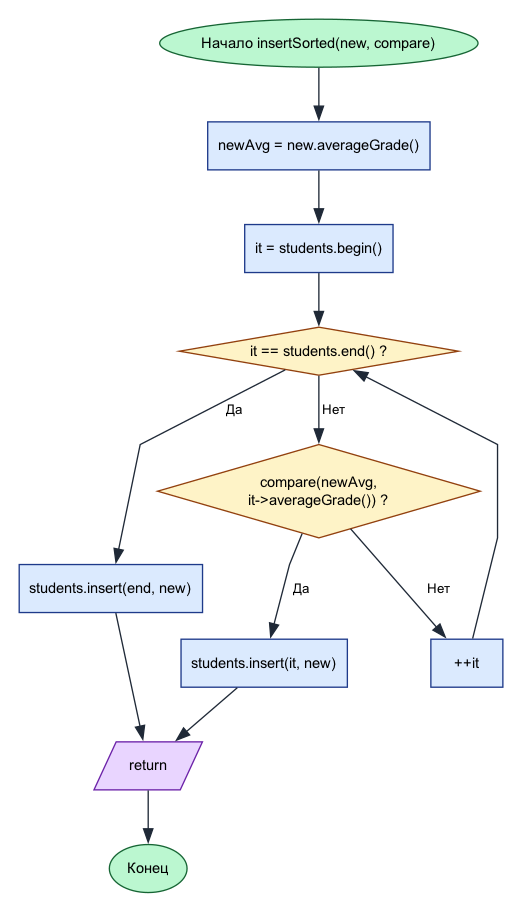 Начало insertSorted(new, compare)
newAvg = new.averageGrade()
it = students.begin()
it == students.end() ?
Да
Нет
compare(newAvg,
it->averageGrade()) ?
students.insert(end, new)
Да
Нет
students.insert(it, new)
++it
return
Конец